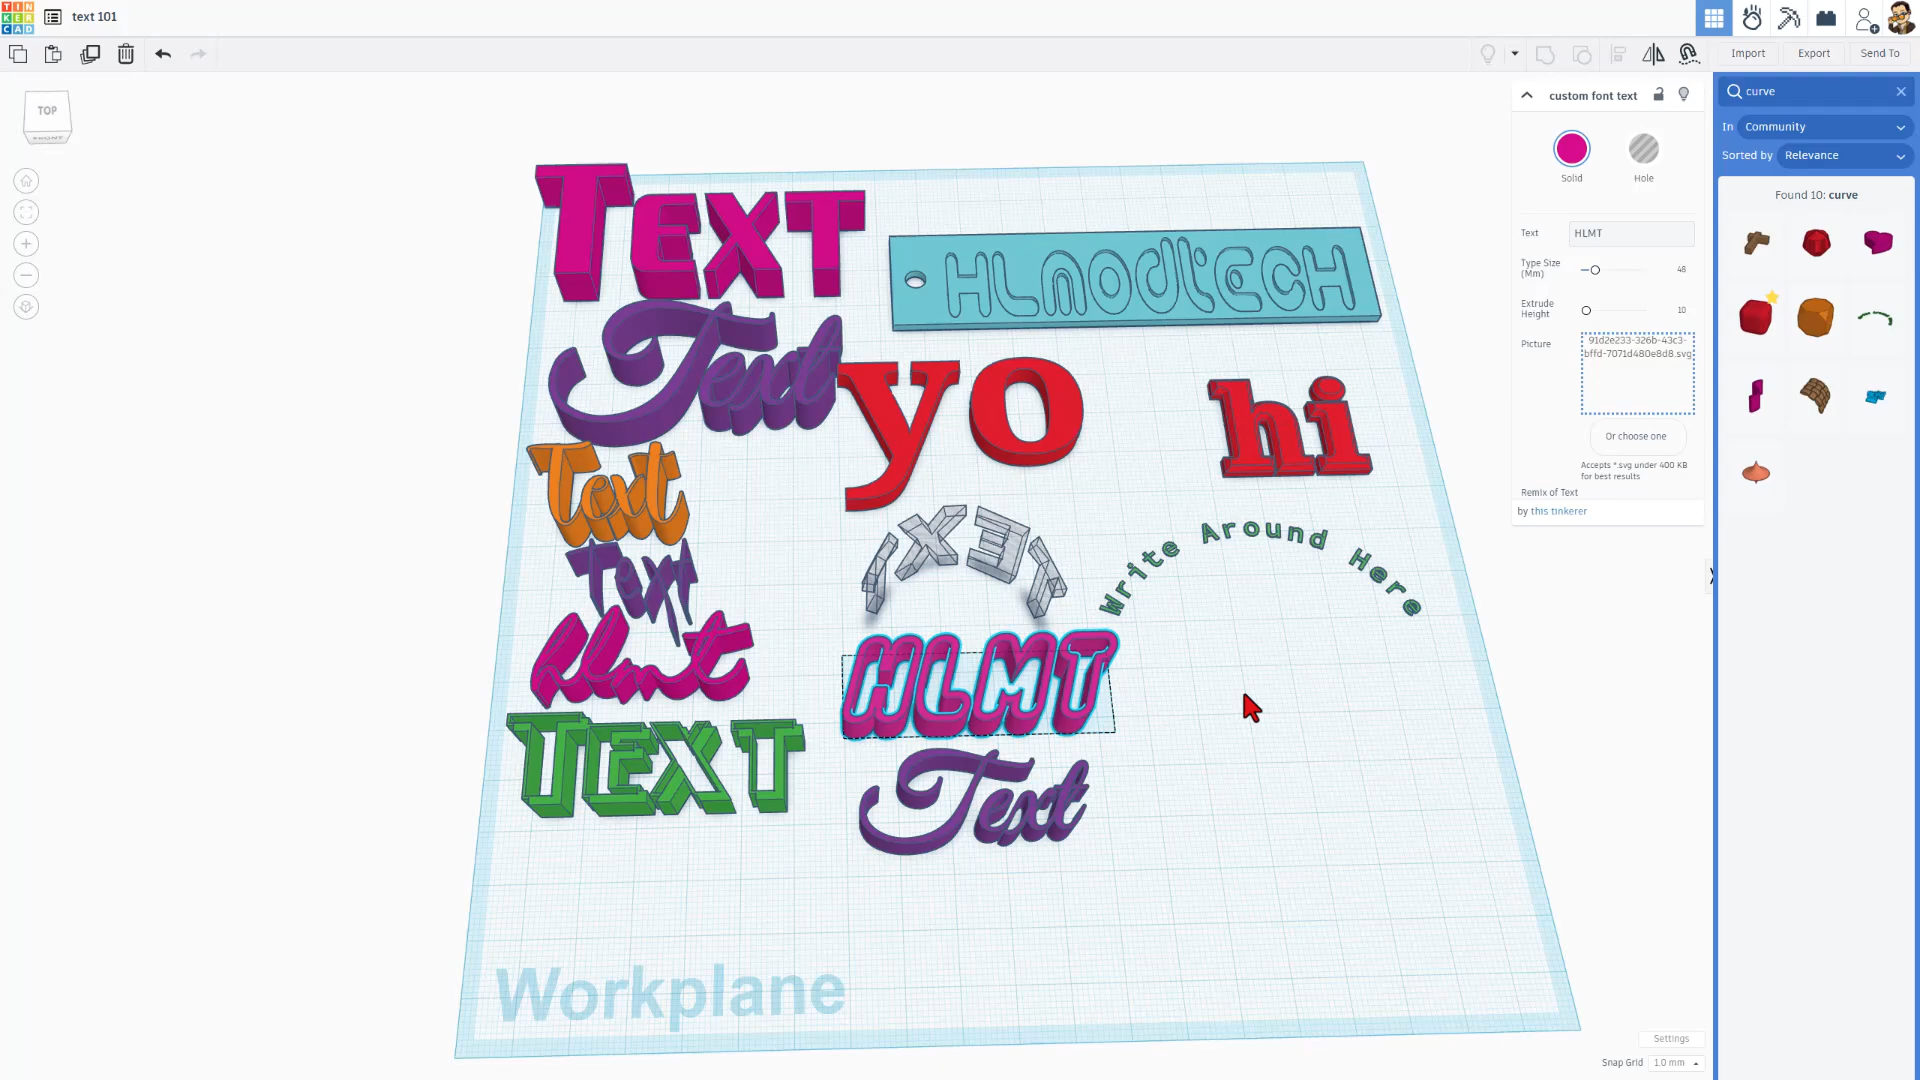 TIN
KER
CAD
text 101
Import
Export
Send To
TOP
FRONT
custom font text
Solid
Hole
Text
HLMT
Type Size
(Mm)
48
Extrude
Height
10
Picture
91d2e233-326b-43c3-
bffd-7071d480e8d8.svg
Or choose one
Accepts *.svg under 400 KB
for best results
Remix of Text
by this tinkerer
curve
In
Community
Sorted by
Relevance
Found 10: curve
TEXT
HLMODTECH
Text
yo
hi
Text
TEXT
Write Around Here
Text
Hlmt
HLMT
TEXT
Text
Workplane
Settings
Snap Grid
1.0 mm